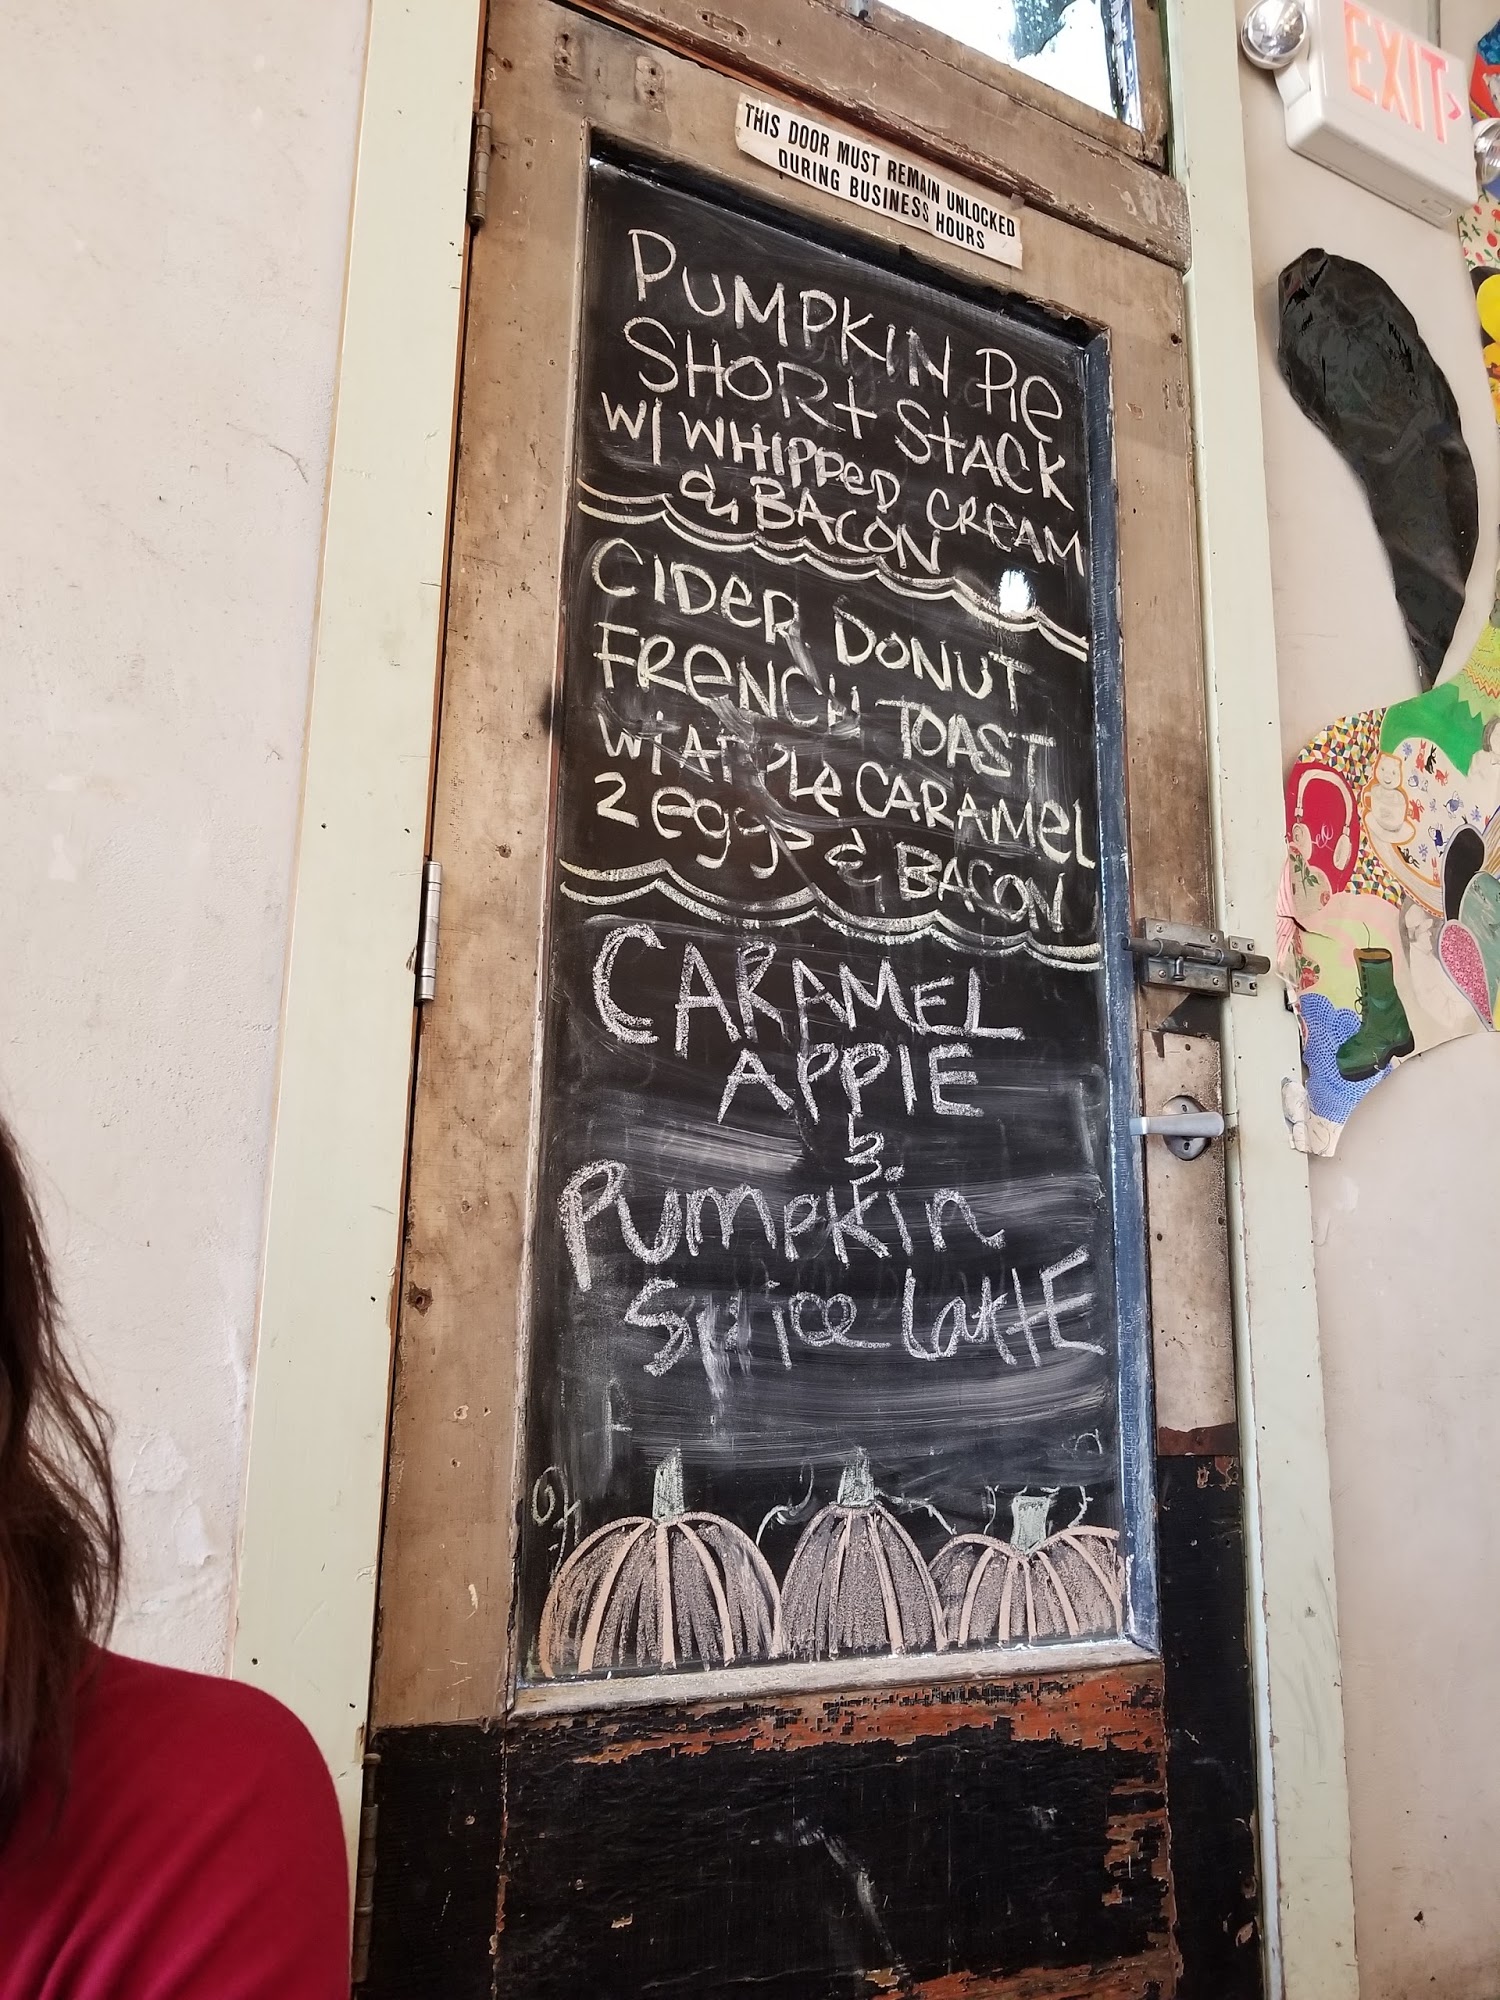 EXIT
THIS DOOR MUST REMAIN UNLOCKED
DURING BUSINESS HOURS
PUMPKIN PIE
SHORT STACK
W/ WHIPPED CREAM
& BACON
CIDER DONUT
FRENCH TOAST
W/ APPLE CARAMEL
2 eggs & BACON
CARAMEL
APPlE
&
Pumpkin
Spice LattE